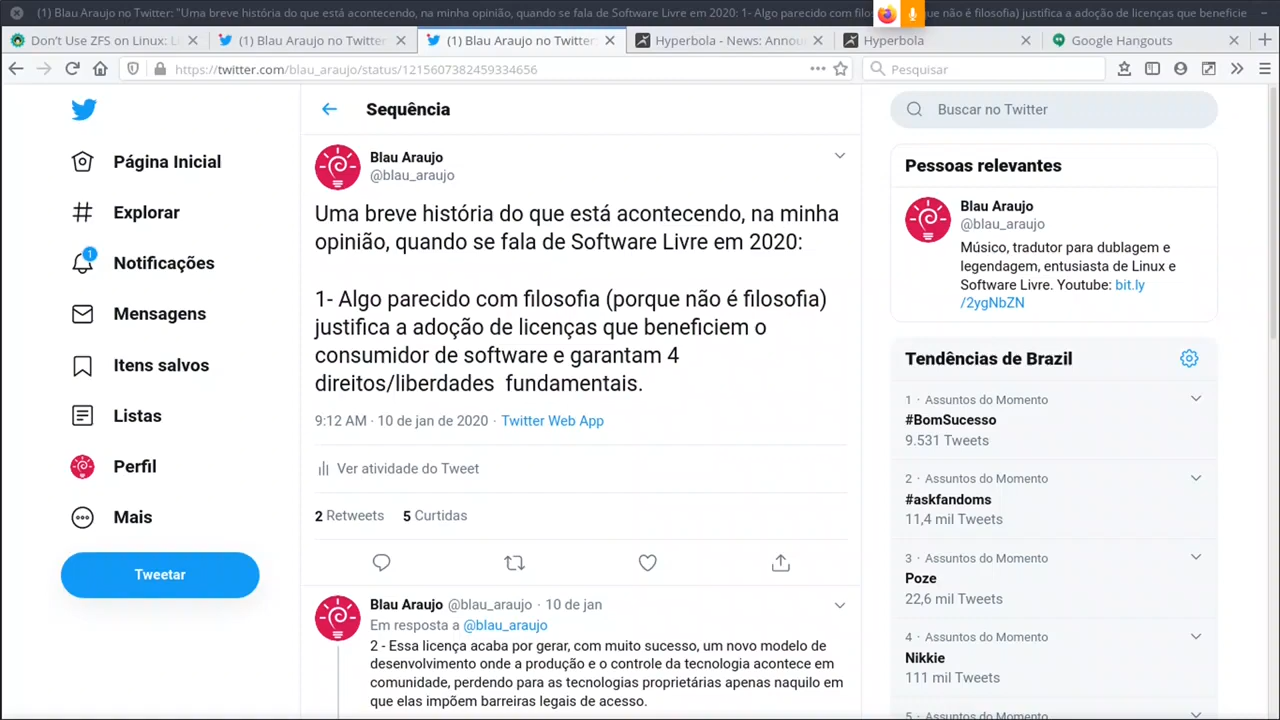 (1) Blau Araujo no Twitter: "Uma breve história do que está acontecendo, na minha opinião, quando se fala de Software Livre em 2020: 1- Algo parecido com que não é filosofia) justifica a adoção de licenças que beneficie
Don't Use ZFS on Linux:
(1) Blau Araujo no Twitter
(1) Blau Araujo no Twitter:
Hyperbola - News: Annou
Hyperbola
Google Hangouts
https://twitter.com/blau_araujo/status/1215607382459334656
Pesquisar
Sequência
Buscar no Twitter
Página Inicial
Explorar
1
Notificações
Mensagens
Itens salvos
Listas
Perfil
Mais
Tweetar
Blau Araujo
@blau_araujo
Uma breve história do que está acontecendo, na minha
opinião, quando se fala de Software Livre em 2020:
1- Algo parecido com filosofia (porque não é filosofia)
justifica a adoção de licenças que beneficiem o
consumidor de software e garantam 4
direitos/liberdades fundamentais.
9:12 AM · 10 de jan de 2020 · Twitter Web App
Ver atividade do Tweet
2 Retweets 5 Curtidas
Blau Araujo @blau_araujo · 10 de jan
Em resposta a @blau_araujo
2 - Essa licença acaba por gerar, com muito sucesso, um novo modelo de
desenvolvimento onde a produção e o controle da tecnologia acontece em
comunidade, perdendo para as tecnologias proprietárias apenas naquilo em
que elas impõem barreiras legais de acesso.
Pessoas relevantes
Blau Araujo
@blau_araujo
Músico, tradutor para dublagem e
legendagem, entusiasta de Linux e
Software Livre. Youtube: bit.ly
/2ygNbZN
Tendências de Brazil
1 · Assuntos do Momento
#BomSucesso
9.531 Tweets
2 · Assuntos do Momento
#askfandoms
11,4 mil Tweets
3 · Assuntos do Momento
Poze
22,6 mil Tweets
4 · Assuntos do Momento
Nikkie
111 mil Tweets
5 · Assuntos do Momento